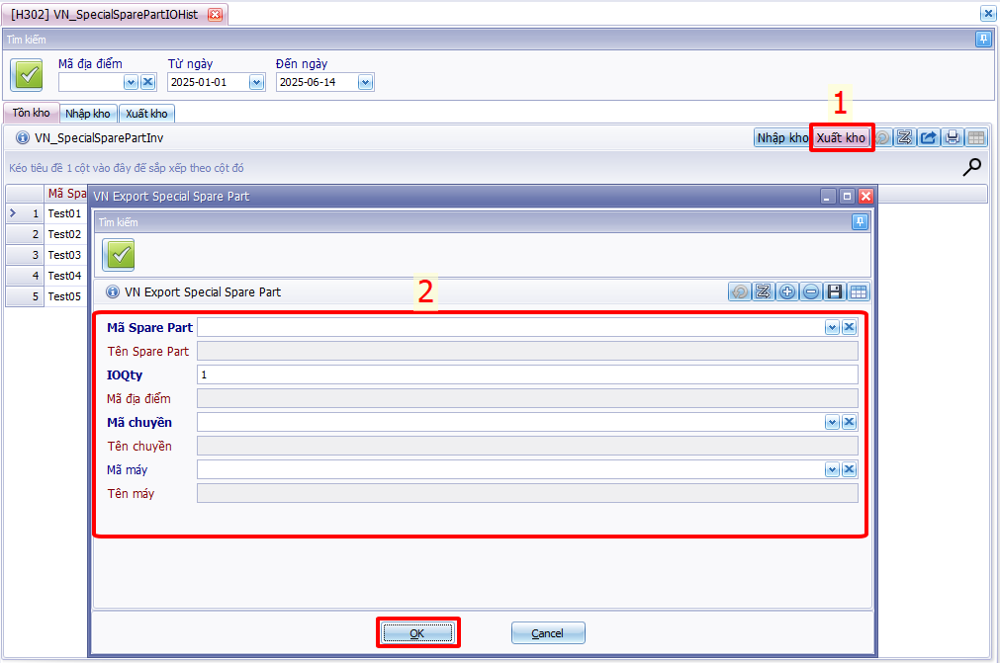 [H302] VN_SpecialSparePartIOHist
Tìm kiếm
Mã địa điểm Từ ngày Đến ngày
2025-01-01 2025-06-14
1
Tồn kho Nhập kho Xuất kho
VN_SpecialSparePartInv Nhập kho Xuất kho
Kéo tiêu đề 1 cột vào đây để sắp xếp theo cột đó
Mã Spa
1 Test01
2 Test02
3 Test03
4 Test04
5 Test05
VN Export Special Spare Part
Tìm kiếm
VN Export Special Spare Part
2
Mã Spare Part
Tên Spare Part
IOQty 1
Mã địa điểm
Mã chuyền
Tên chuyền
Mã máy
Tên máy
OK Cancel